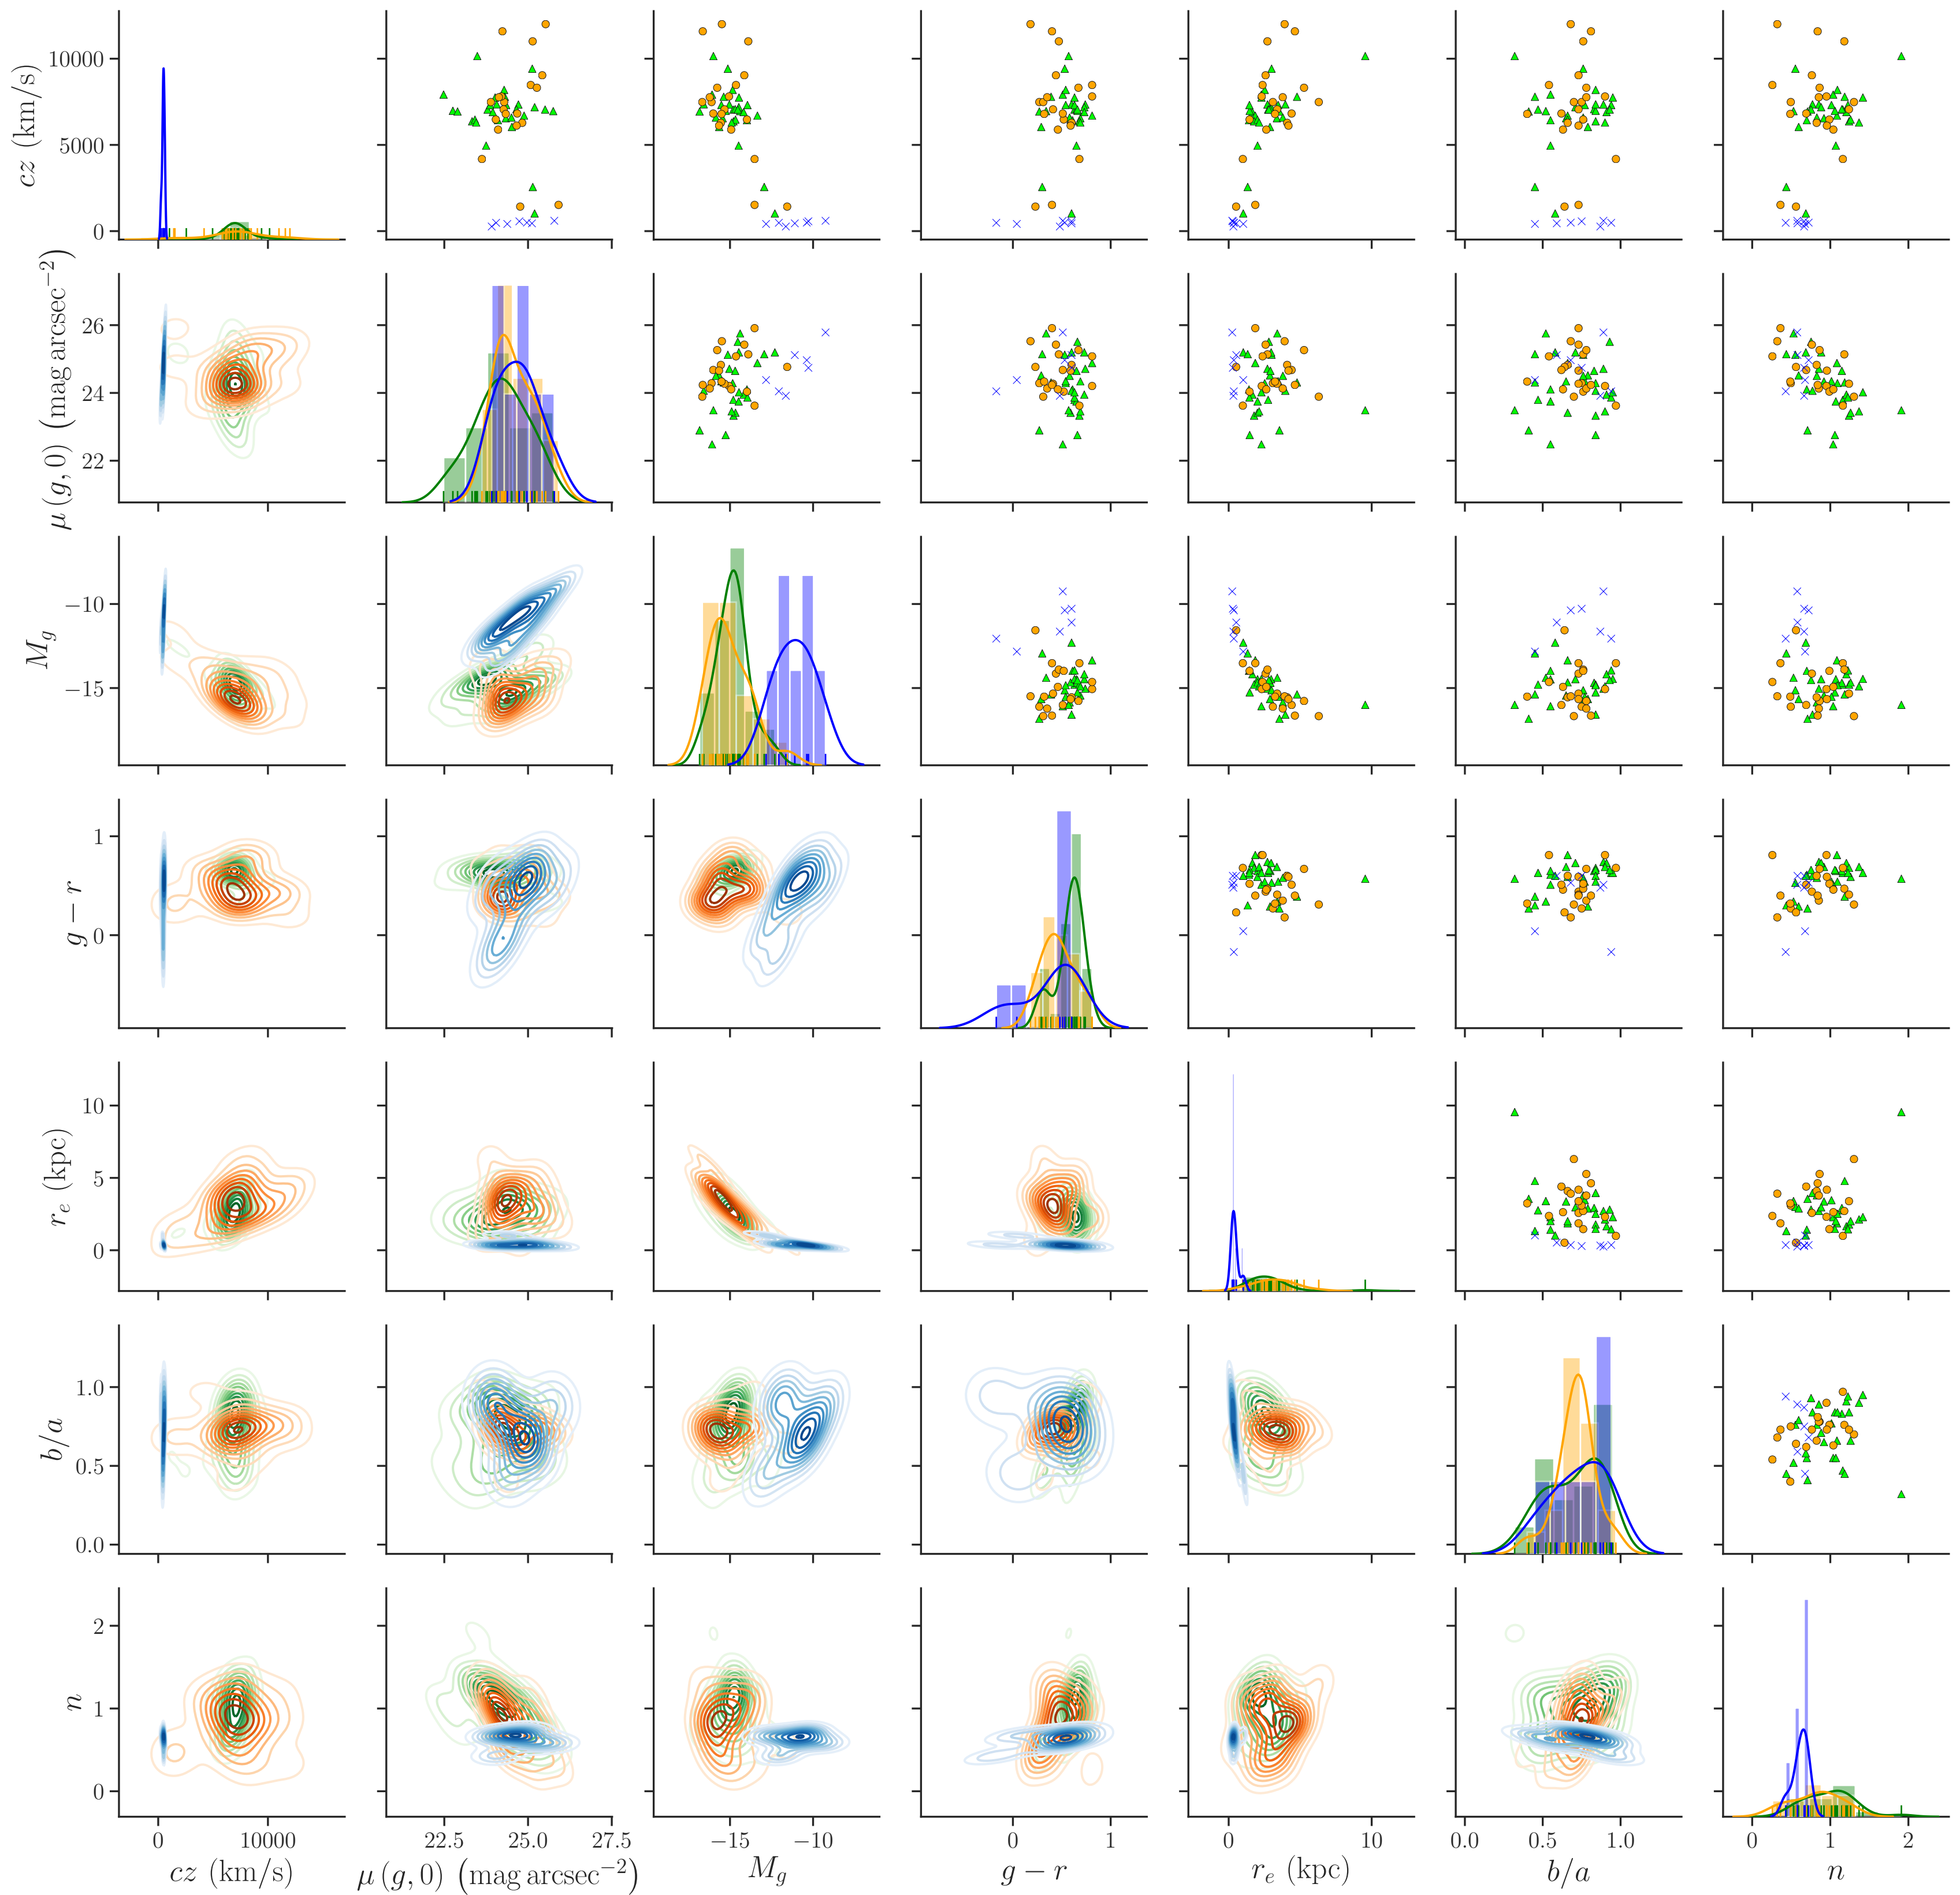 cz (km/s)
10000
5000
0
μ (g, 0) (mag arcsec⁻²)
26
24
22
M_g
−10
−15
g − r
1
0
r_e (kpc)
10
5
0
b/a
1.0
0.5
0.0
n
2
1
0
0 10000 22.5 25.0 27.5 −15 −10 0 1 0 10 0.0 0.5 1.0 0 1 2
cz (km/s) μ (g, 0) (mag arcsec⁻²) M_g g − r r_e (kpc) b/a n